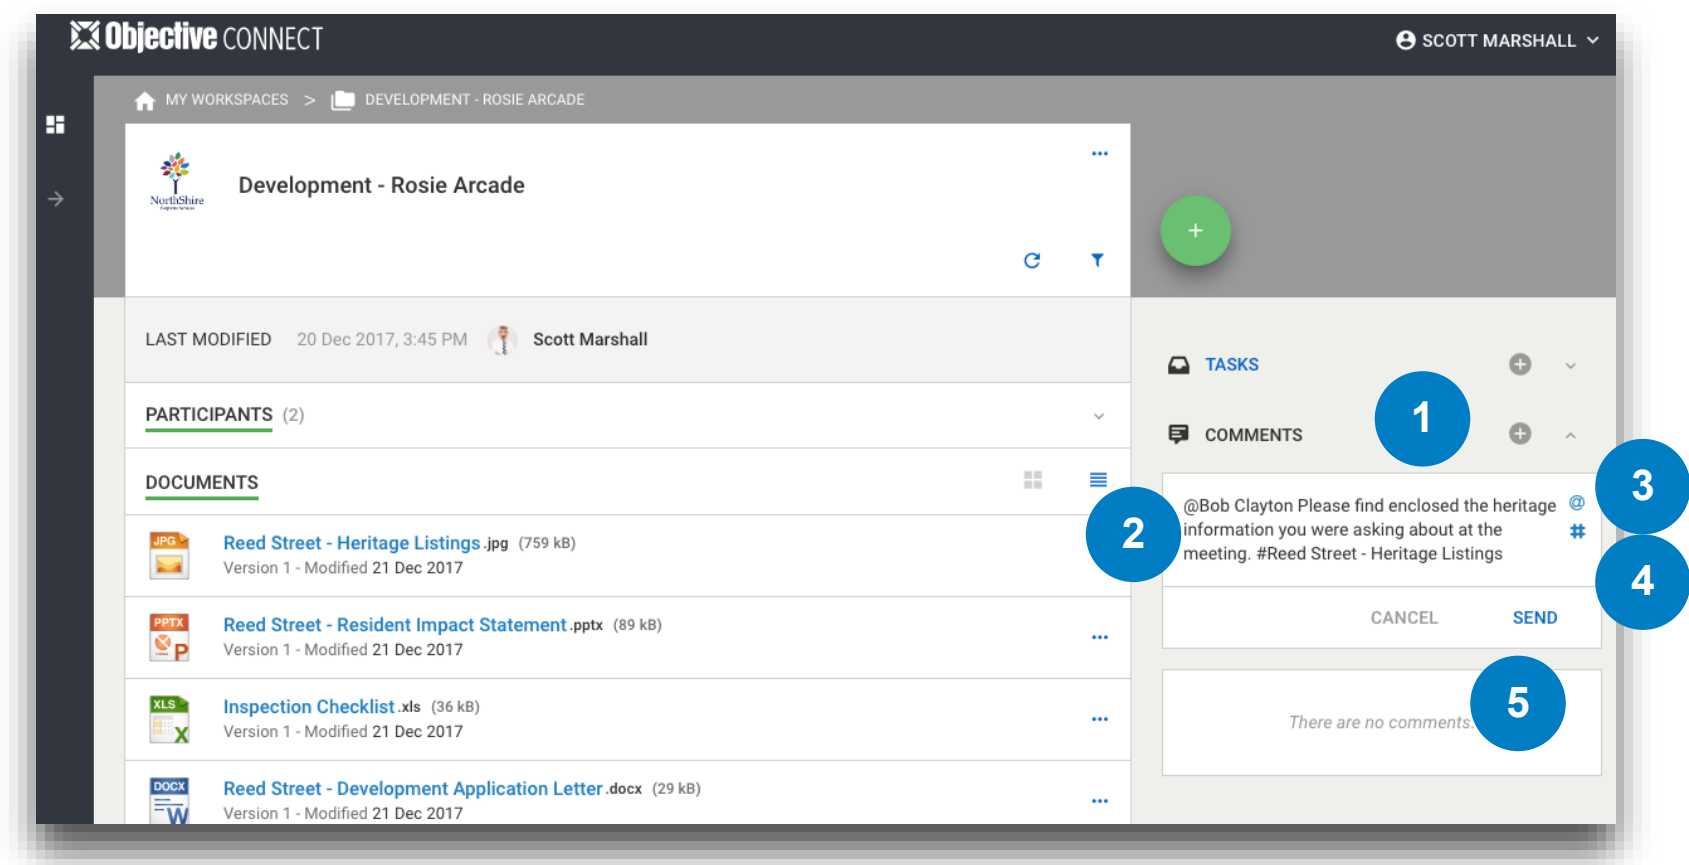 Objective CONNECT
SCOTT MARSHALL
MY WORKSPACES > DEVELOPMENT - ROSIE ARCADE
NorthShire
Development - Rosie Arcade
+
LAST MODIFIED 20 Dec 2017, 3:45 PM Scott Marshall
PARTICIPANTS (2)
DOCUMENTS
JPG
Reed Street - Heritage Listings.jpg (759 kB)
Version 1 - Modified 21 Dec 2017
PPTX
P
Reed Street - Resident Impact Statement.pptx (89 kB)
Version 1 - Modified 21 Dec 2017
XLS
X
Inspection Checklist.xls (36 kB)
Version 1 - Modified 21 Dec 2017
DOCX
W
Reed Street - Development Application Letter.docx (29 kB)
Version 1 - Modified 21 Dec 2017
TASKS
1
COMMENTS
2
3
@Bob Clayton Please find enclosed the heritage @
information you were asking about at the #
meeting. #Reed Street - Heritage Listings
4
CANCEL SEND
5
There are no comments.